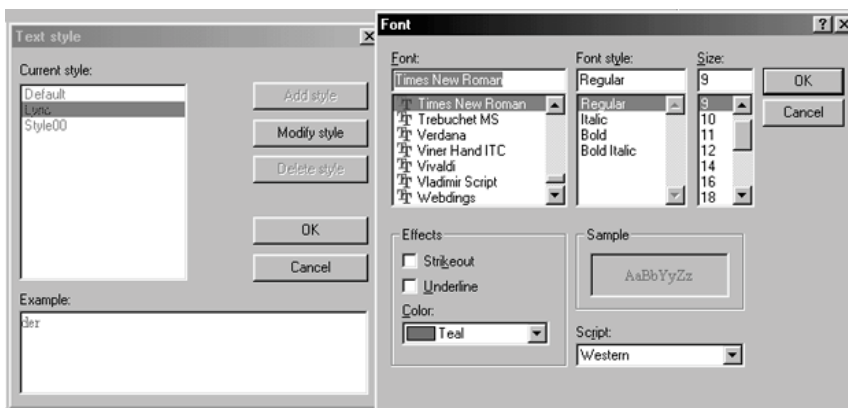 Text style
Current style:
Default
Lyric
Style00
Add style
Modify style
Delete style
OK
Cancel
Example:
der
Font
Font:
Times New Roman
Times New Roman
Trebuchet MS
Verdana
Viner Hand ITC
Vivaldi
Vladimir Script
Webdings
Font style:
Regular
Regular
Italic
Bold
Bold Italic
Size:
9
9
10
11
12
14
16
18
OK
Cancel
Effects
Strikeout
Underline
Color:
Teal
Sample
AaBbYyZz
Script:
Western